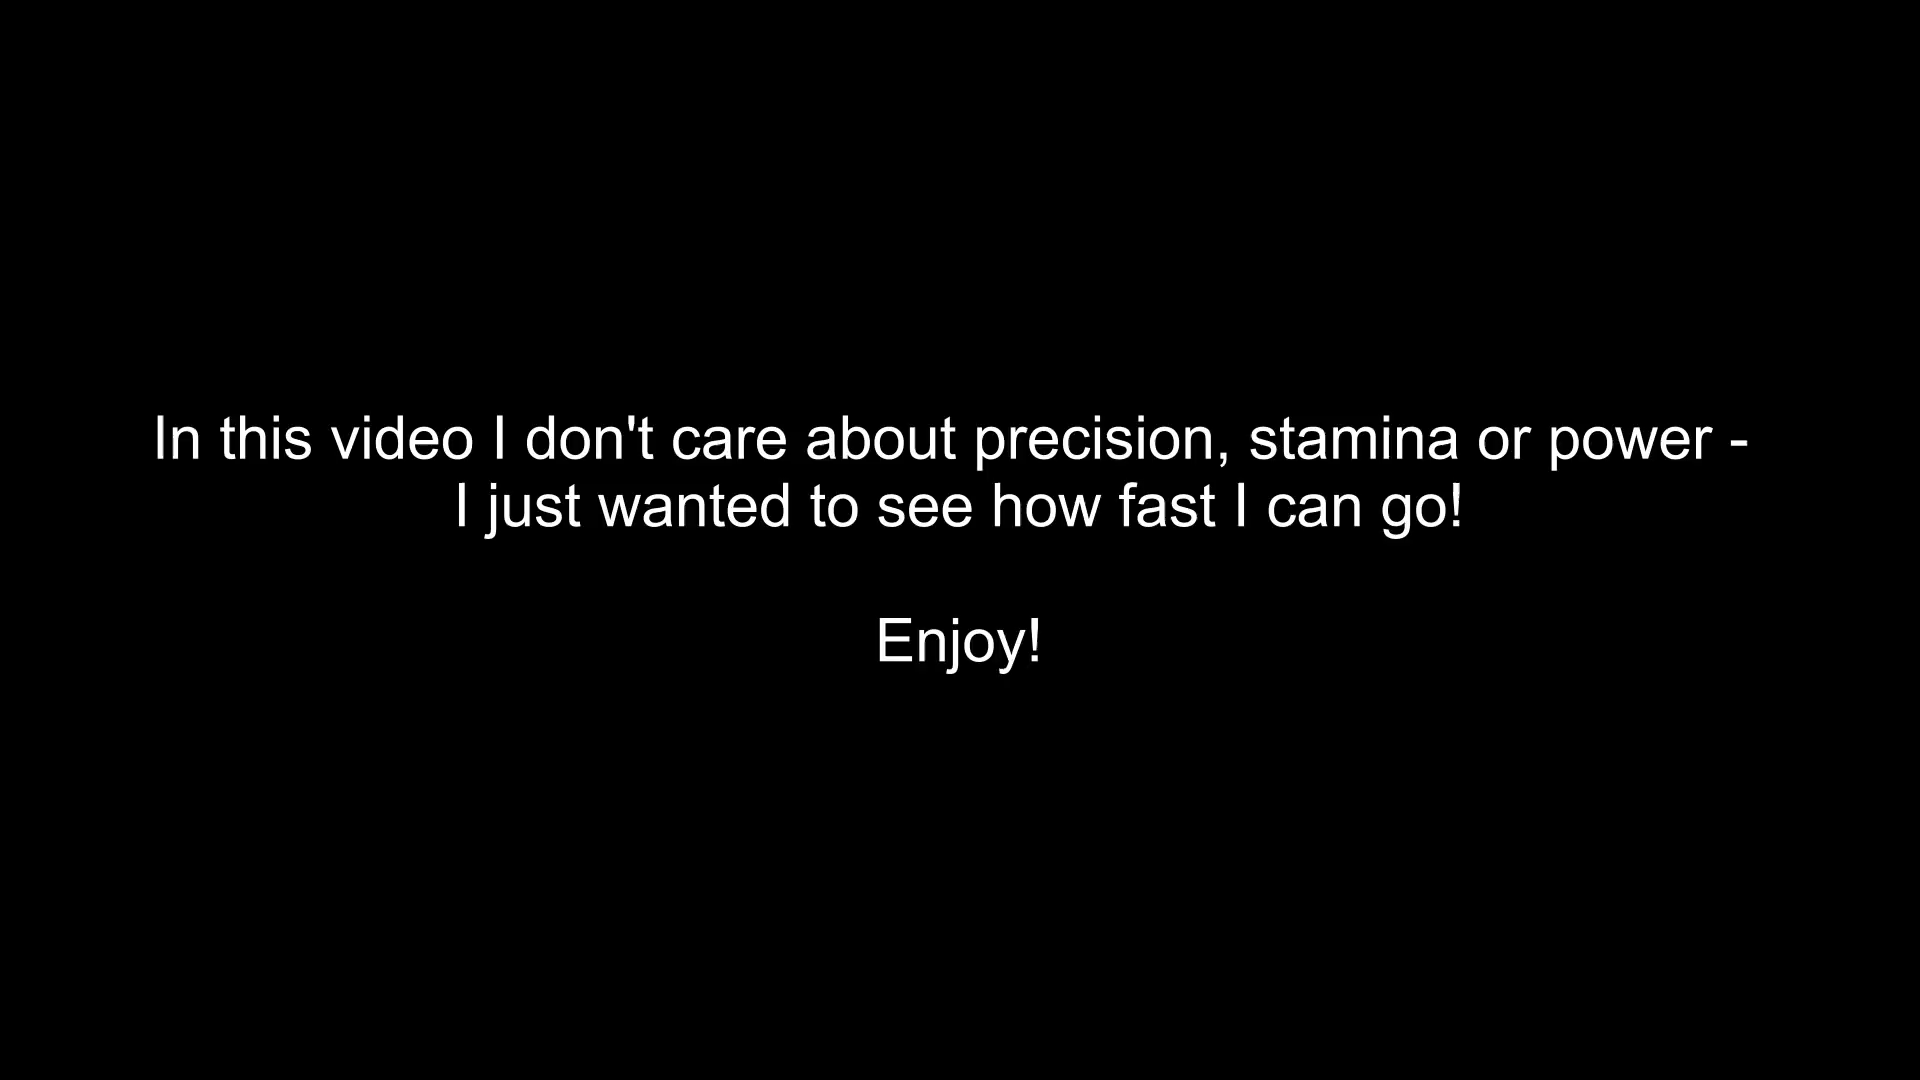 In this video I don't care about precision, stamina or power -
I just wanted to see how fast I can go!
Enjoy!